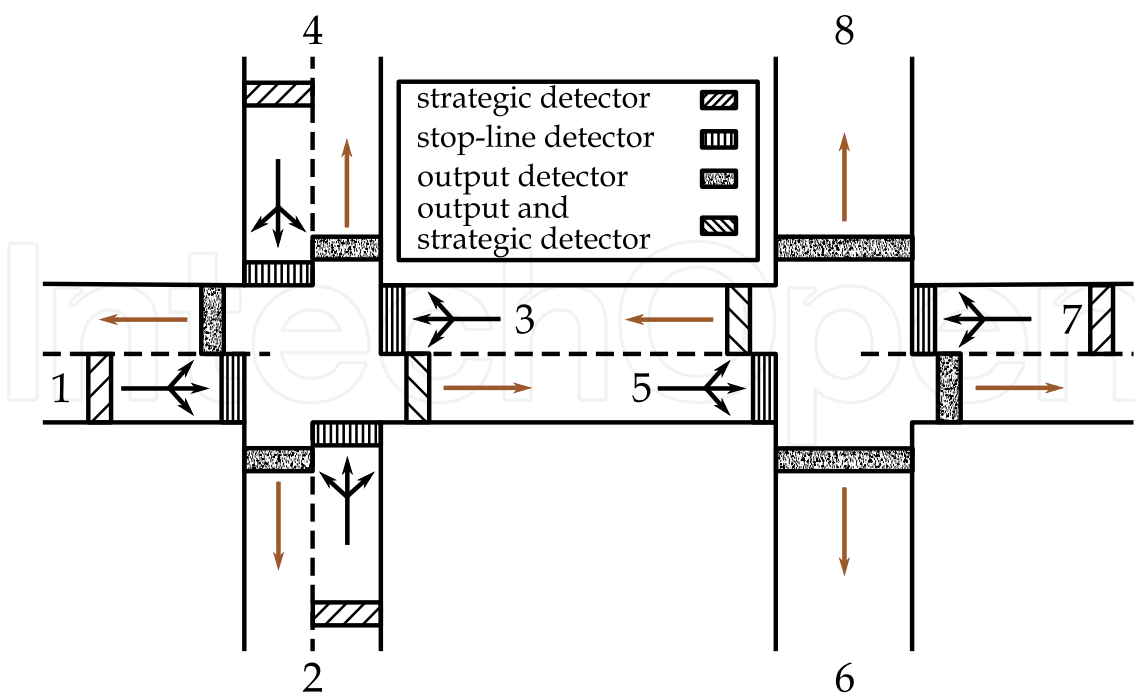 4
8
strategic detector
stop-line detector
output detector
output and
strategic detector
IntechOpen
3
7
1
5
2
6